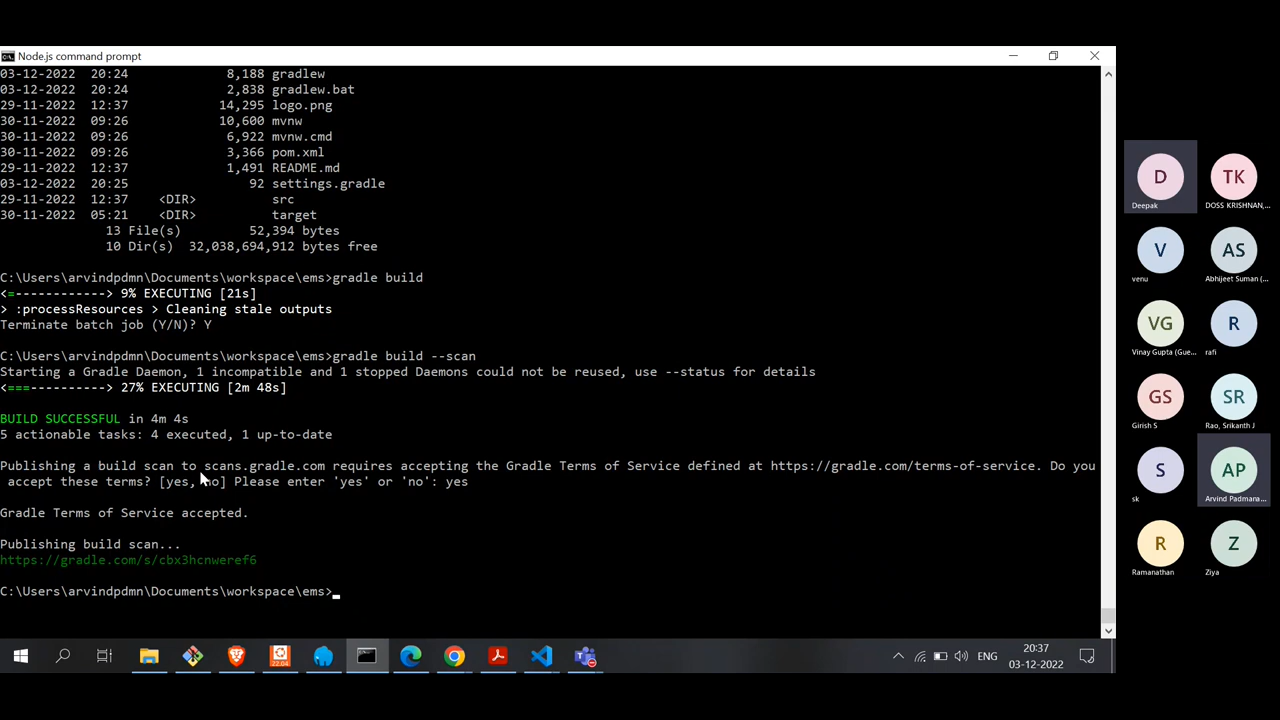 Node.js command prompt
03-12-2022  20:24             8,188 gradlew
03-12-2022  20:24             2,838 gradlew.bat
29-11-2022  12:37            14,295 logo.png
30-11-2022  09:26            10,600 mvnw
30-11-2022  09:26             6,922 mvnw.cmd
30-11-2022  09:26             3,366 pom.xml
29-11-2022  12:37             1,491 README.md
03-12-2022  20:25                92 settings.gradle
29-11-2022  12:37    <DIR>          src
30-11-2022  05:21    <DIR>          target
13 File(s)         52,394 bytes
10 Dir(s)  32,038,694,912 bytes free
C:\Users\arvindpdmn\Documents\workspace\ems>gradle build
<=------------> 9% EXECUTING [21s]
> :processResources > Cleaning stale outputs
Terminate batch job (Y/N)? Y
C:\Users\arvindpdmn\Documents\workspace\ems>gradle build --scan
Starting a Gradle Daemon, 1 incompatible and 1 stopped Daemons could not be reused, use --status for details
<===----------> 27% EXECUTING [2m 48s]
BUILD SUCCESSFUL in 4m 4s
5 actionable tasks: 4 executed, 1 up-to-date
Publishing a build scan to scans.gradle.com requires accepting the Gradle Terms of Service defined at https://gradle.com/terms-of-service. Do you
accept these terms? [yes, no] Please enter 'yes' or 'no': yes
Gradle Terms of Service accepted.
Publishing build scan...
https://gradle.com/s/cbx3hcnweref6
C:\Users\arvindpdmn\Documents\workspace\ems>
D TK
Deepak DOSS KRISHNAN,...
V AS
venu Abhijeet Suman (...
VG R
Vinay Gupta (Gue... rafi
GS SR
Girish S Rao, Srikanth J
S AP
sk Arvind Padmana...
R Z
Ramanathan Ziya
22.04
ENG
20:37
03-12-2022